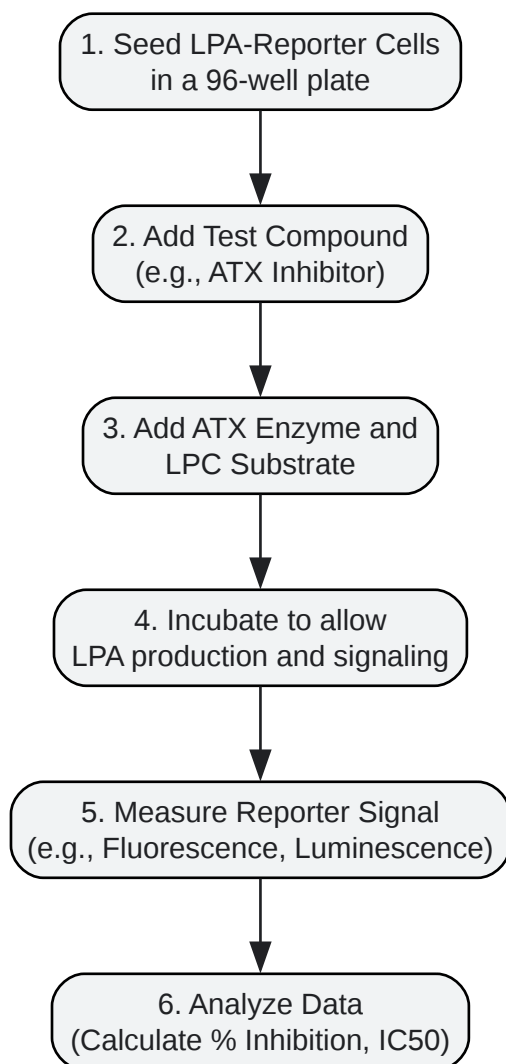 1. Seed LPA-Reporter Cells
in a 96-well plate
2. Add Test Compound
(e.g., ATX Inhibitor)
3. Add ATX Enzyme and
LPC Substrate
4. Incubate to allow
LPA production and signaling
5. Measure Reporter Signal
(e.g., Fluorescence, Luminescence)
6. Analyze Data
(Calculate % Inhibition, IC50)